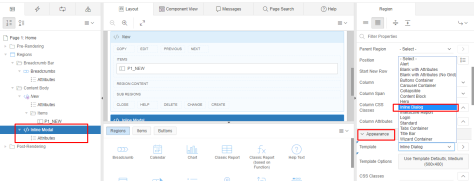 Layout
Component View
Messages
Page Search
Help
Region
Page 1: Home
Pre-Rendering
Regions
Breadcrumb Bar
Breadcrumb
Attributes
Content Body
New
Attributes
Items
P1_NEW
Inline Modal
Attributes
Post-Rendering
New
COPY EDIT PREVIOUS NEXT
ITEMS
P1_NEW
REGION CONTENT
SUB REGIONS
CLOSE HELP DELETE CHANGE CREATE
Inline Modal
Regions
Items
Buttons
Breadcrumb
Calendar
Chart
Classic Report
Classic Report
(based on
Function)
Help Text
Filter Properties
Parent Region
- Select -
Position
Start New Row
Column
Column Span
Column CSS
Classes
Column Attributes
- Select -
Alert
Blank with Attributes
Blank with Attributes (No Grid)
Buttons Container
Carousel Container
Collapsible
Content Block
Hero
Inline Dialog
Login
Standard
Tabs Container
Title Bar
Wizard Container
Appearance
Template
Inline Dialog
Template Options
Use Template Defaults, Medium
(600x400)
CSS Classes